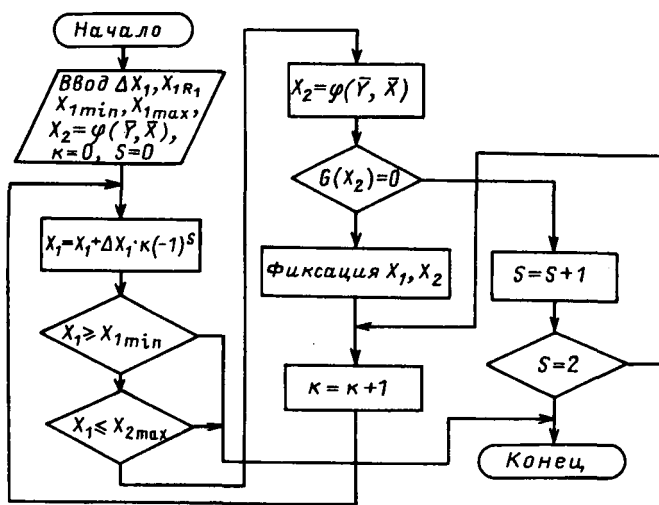 Начало
Ввод ΔX₁, X₁R₁
X₁min, X₁max,
X₂=φ(Ȳ, X̄),
к=0, S=0
X₁=X₁+ΔX₁·к(-1)ˢ
X₁≥X₁min
X₁≤X₂max
X₂=φ(Ȳ, X̄)
G(X₂)=0
Фиксация X₁, X₂
к=к+1
S=S+1
S=2
Конец